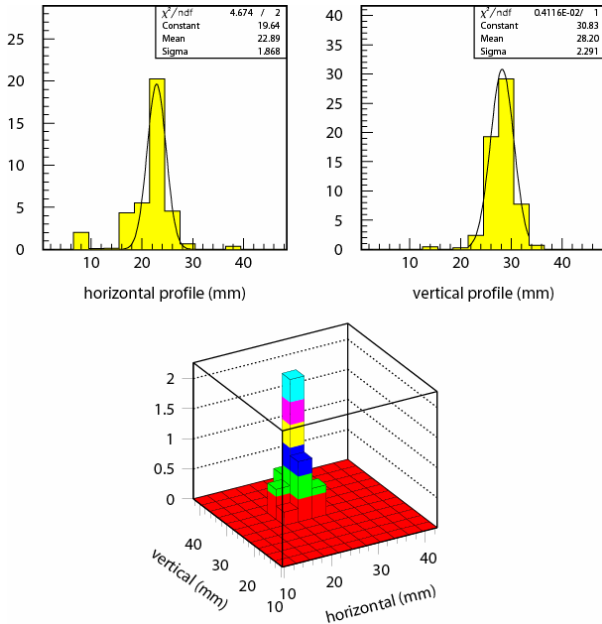 χ²/ndf 4.674 / 2
Constant 19.64
Mean 22.89
Sigma 1.868
25
20
15
10
5
0
10 20 30 40
horizontal profile (mm)
χ²/ndf 0.4116E-02/ 1
Constant 30.83
Mean 28.20
Sigma 2.291
40
35
30
25
20
15
10
5
0
10 20 30 40
vertical profile (mm)
2
1.5
1
0.5
0
40
30
20
10
vertical (mm)
10
20
30
40
horizontal (mm)